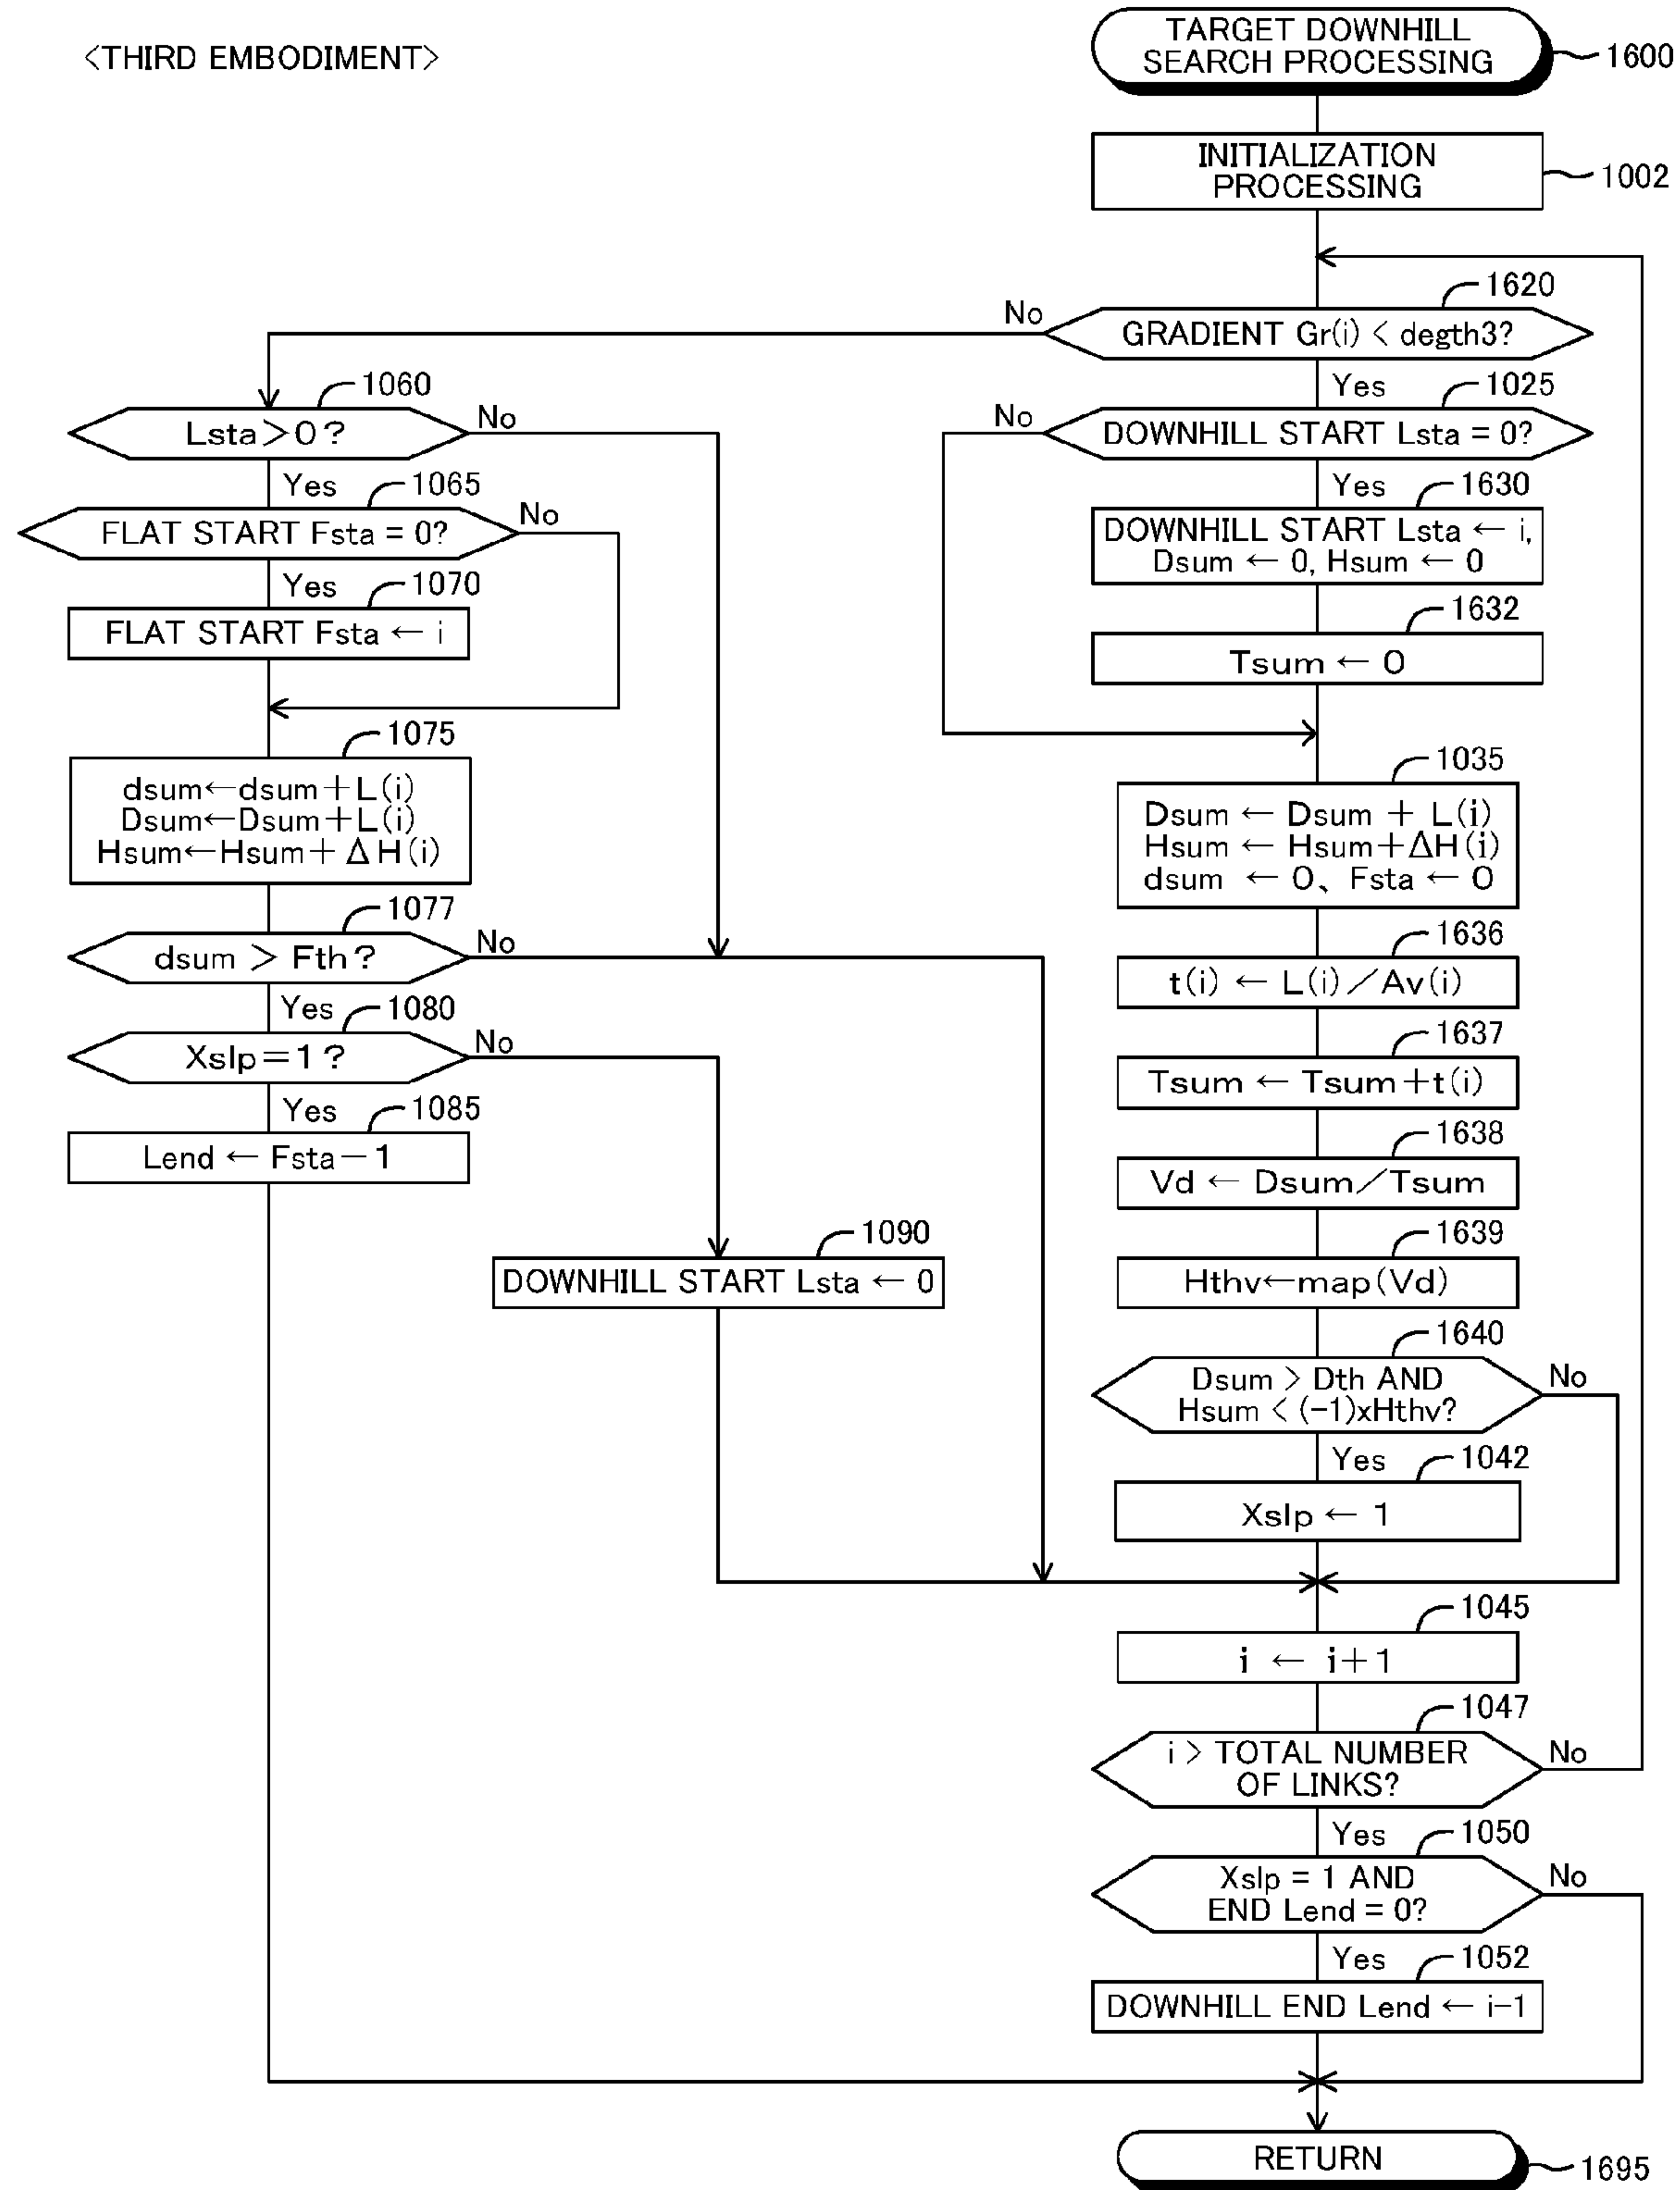 <THIRD EMBODIMENT>
TARGET DOWNHILL
SEARCH PROCESSING
1600
INITIALIZATION
PROCESSING
1002
1620
GRADIENT Gr(i) < degth3?
No
Yes
1025
DOWNHILL START Lsta = 0?
No
Yes
1630
DOWNHILL START Lsta ← i,
Dsum ← 0, Hsum ← 0
1632
Tsum ← 0
1035
Dsum ← Dsum + L(i)
Hsum ← Hsum+ΔH(i)
dsum ← 0、Fsta ← 0
1636
t(i) ← L(i)／Av(i)
1637
Tsum ← Tsum+t(i)
1638
Vd ← Dsum／Tsum
1639
Hthv←map(Vd)
1640
Dsum > Dth AND
Hsum < (-1)xHthv?
No
Yes
1042
Xslp ← 1
1045
i ← i+1
1047
i > TOTAL NUMBER
OF LINKS?
No
Yes
1050
Xslp = 1 AND
END Lend = 0?
No
Yes
1052
DOWNHILL END Lend ← i-1
RETURN
1695
1060
Lsta>0?
No
Yes
1065
FLAT START Fsta = 0?
No
Yes
1070
FLAT START Fsta ← i
1075
dsum←dsum+L(i)
Dsum←Dsum+L(i)
Hsum←Hsum+ΔH(i)
1077
dsum > Fth?
No
Yes
1080
Xslp=1?
No
Yes
1085
Lend ← Fsta-1
1090
DOWNHILL START Lsta ← 0